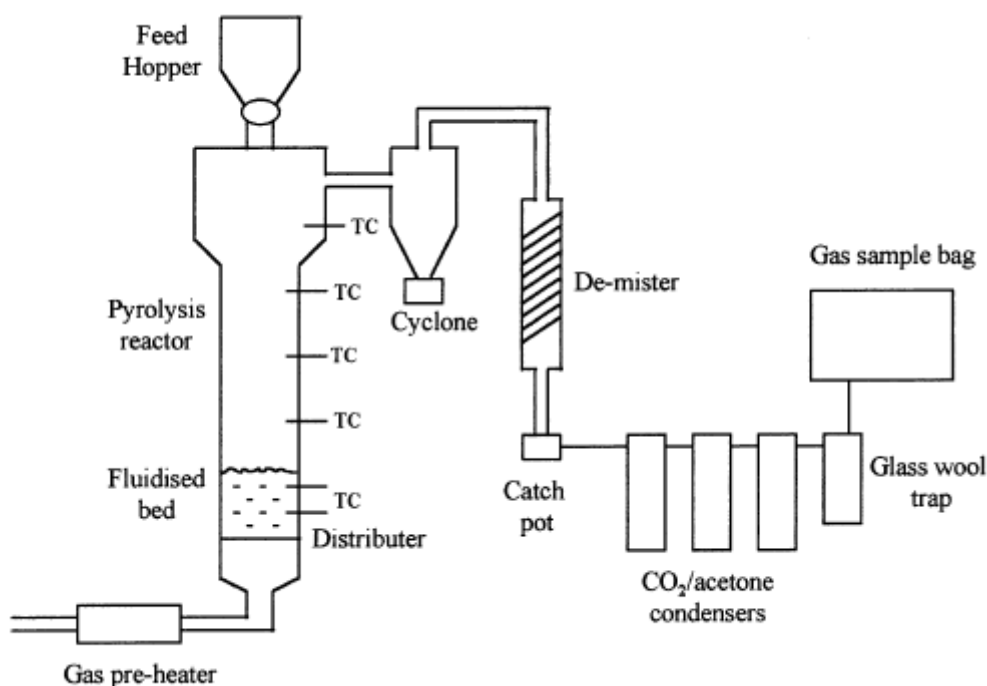 Feed
Hopper
TC
De-mister
Gas sample bag
TC
Pyrolysis
reactor
Cyclone
TC
TC
Fluidised
bed
TC
Glass wool
trap
Catch
pot
Distributer
CO₂/acetone
condensers
Gas pre-heater